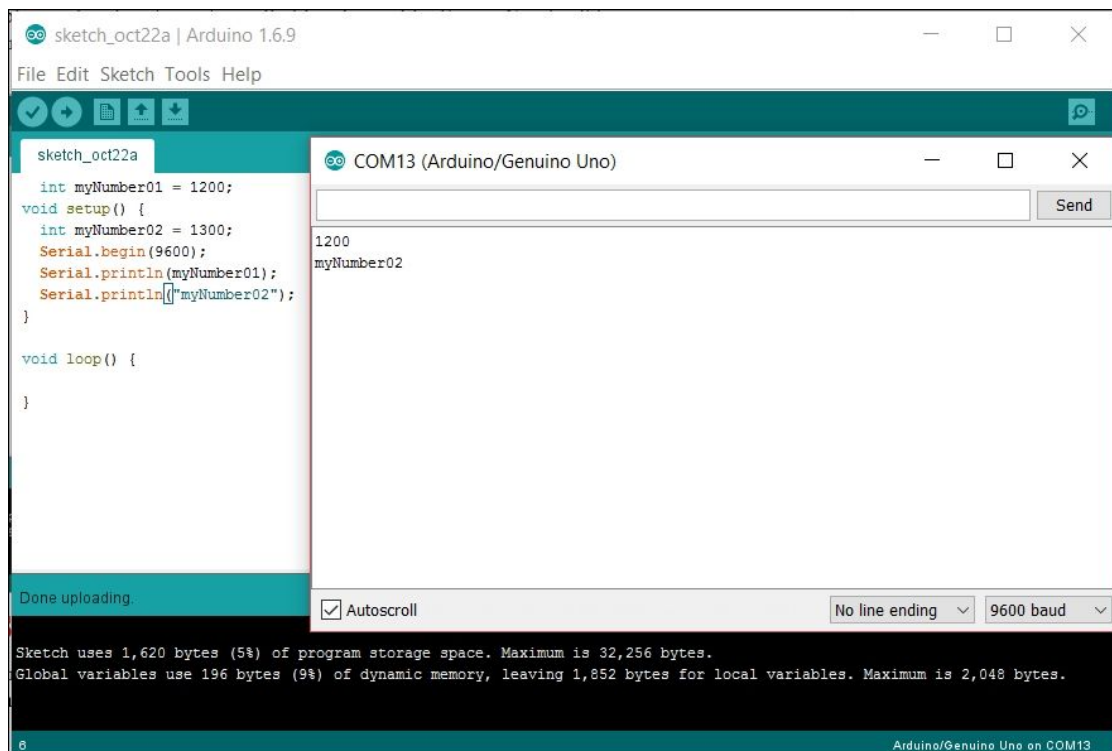 sketch_oct22a | Arduino 1.6.9
File Edit Sketch Tools Help
sketch_oct22a
int myNumber01 = 1200;
void setup() {
int myNumber02 = 1300;
Serial.begin(9600);
Serial.println(myNumber01);
Serial.println("myNumber02");
}
void loop() {
}
COM13 (Arduino/Genuino Uno)
Send
1200
myNumber02
Autoscroll
No line ending
9600 baud
Done uploading.
Sketch uses 1,620 bytes (5%) of program storage space. Maximum is 32,256 bytes.
Global variables use 196 bytes (9%) of dynamic memory, leaving 1,852 bytes for local variables. Maximum is 2,048 bytes.
6
Arduino/Genuino Uno on COM13